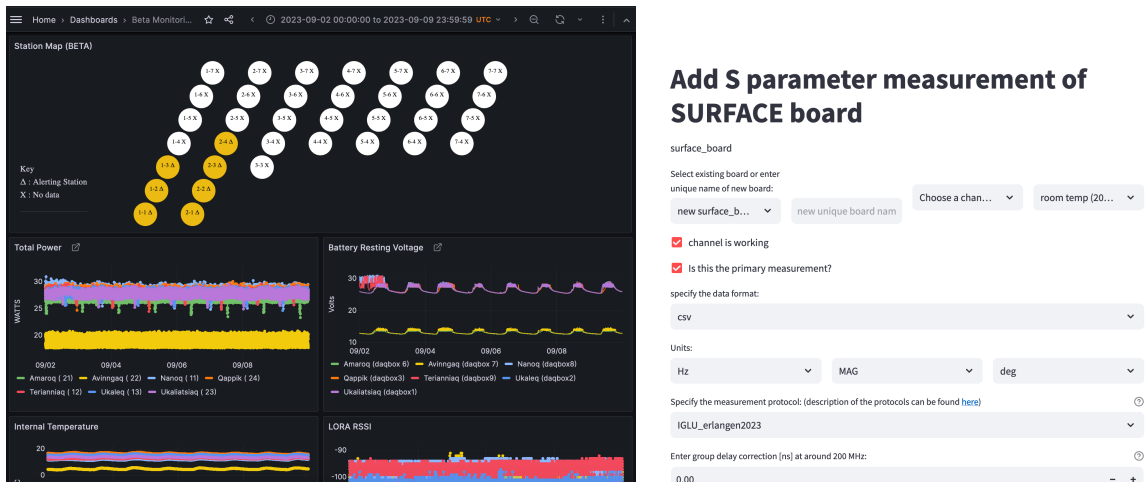 Home › Dashboards › Beta Monitori...
2023-09-02 00:00:00 to 2023-09-09 23:59:59 UTC
Station Map (BETA)
1-7 X 2-7 X 3-7 X 4-7 X 5-7 X 6-7 X 7-7 X
1-6 X 2-6 X 3-6 X 4-6 X 5-6 X 6-6 X 7-6 X
1-5 X 2-5 X 3-5 X 4-5 X 5-5 X 6-5 X 7-5 X
1-4 X 2-4 Δ 3-4 X 4-4 X 5-4 X 6-4 X 7-4 X
1-3 Δ 2-3 Δ 3-3 X
1-2 Δ 2-2 Δ
1-1 Δ 2-1 Δ
Key
Δ : Alerting Station
X : No data
Total Power
WATTS
30
25
20
09/02 09/04 09/06 09/08
Amaroq ( 21) Avinngaq ( 22) Nanoq ( 11) Qappik ( 24)
Terianniaq ( 12) Ukaleq ( 13) Ukaliatsiaq ( 23)
Battery Resting Voltage
Volts
30
20
10
09/02 09/04 09/06 09/08
Amaroq (daqbox 6) Avinngaq (daqbox 7) Nanoq (daqbox8)
Qappik (daqbox3) Terianniaq (daqbox9) Ukaleq (daqbox2)
Ukaliatsiaq (daqbox1)
Internal Temperature
20
0
LORA RSSI
-90
-100
Add S parameter measurement of
SURFACE board
surface_board
Select existing board or enter
unique name of new board:
new surface_b... new unique board nam Choose a chan... room temp (20...
channel is working
Is this the primary measurement?
specify the data format:
csv
Units:
Hz MAG deg
Specify the measurement protocol: (description of the protocols can be found here)
IGLU_erlangen2023
Enter group delay correction [ns] at around 200 MHz:
0.00